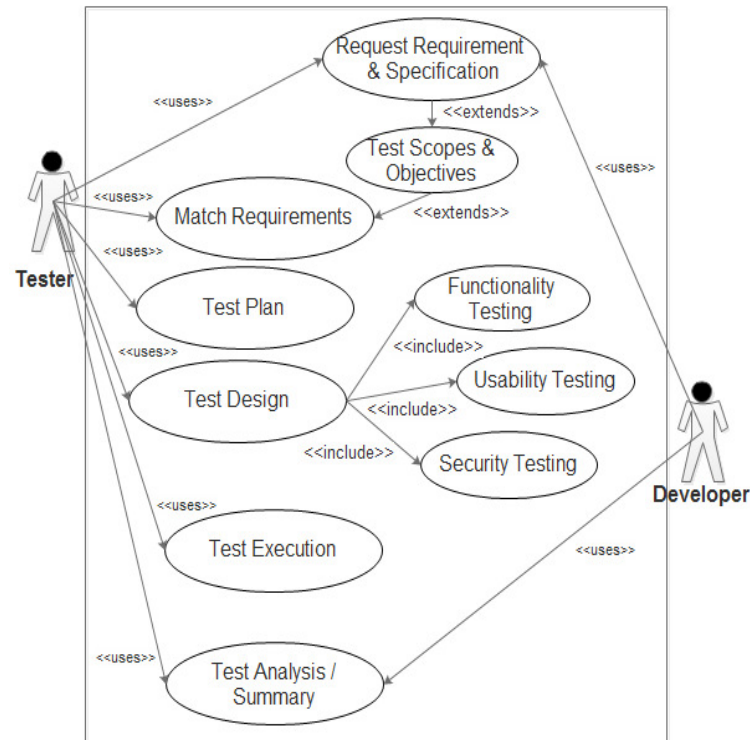 Request Requirement
& Specification
<<uses>>
<<extends>>
Test Scopes &
Objectives
<<uses>>
<<uses>>
Match Requirements
<<extends>>
Tester
<<uses>>
Test Plan
Functionality
Testing
<<uses>>
<<include>>
Test Design
Usability Testing
<<include>>
<<include>>
Security Testing
Developer
<<uses>>
Test Execution
<<uses>>
<<uses>>
Test Analysis /
Summary